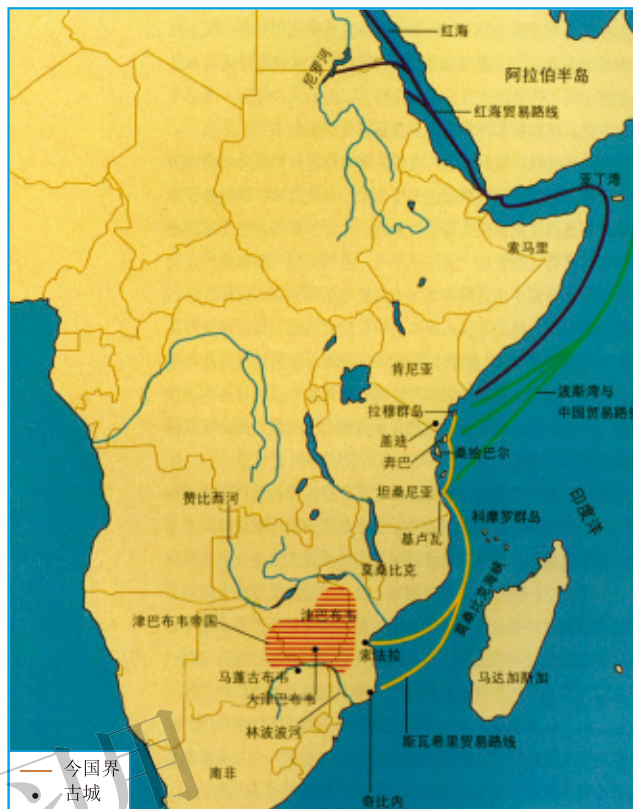 红海
尼罗河
阿拉伯半岛
红海贸易路线
亚丁湾
索马里
肯尼亚
波斯湾与
中国贸易路线
拉穆群岛
盖迪
奔巴
桑给巴尔
坦桑尼亚
赞比西河
科摩罗群岛
印度洋
基卢瓦
莫桑比克
莫桑比克海峡
津巴布韦
津巴布韦帝国
索法拉
马蓬古布韦
马达加斯加
大津巴布韦
林波波河
斯瓦希里贸易路线
南非
今国界
古城
奇比内